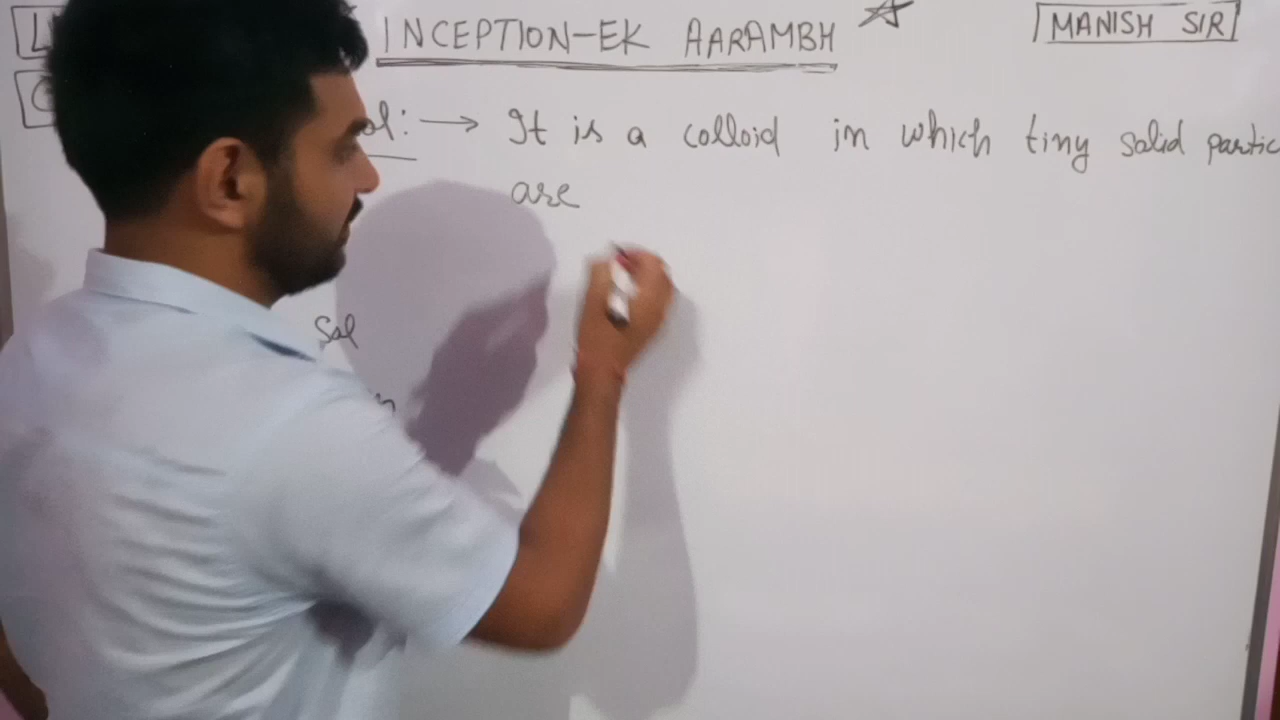 INCEPTION-EK AARAMBH
MANISH SIR
It is a colloid in which tiny solid partic
are
Sol